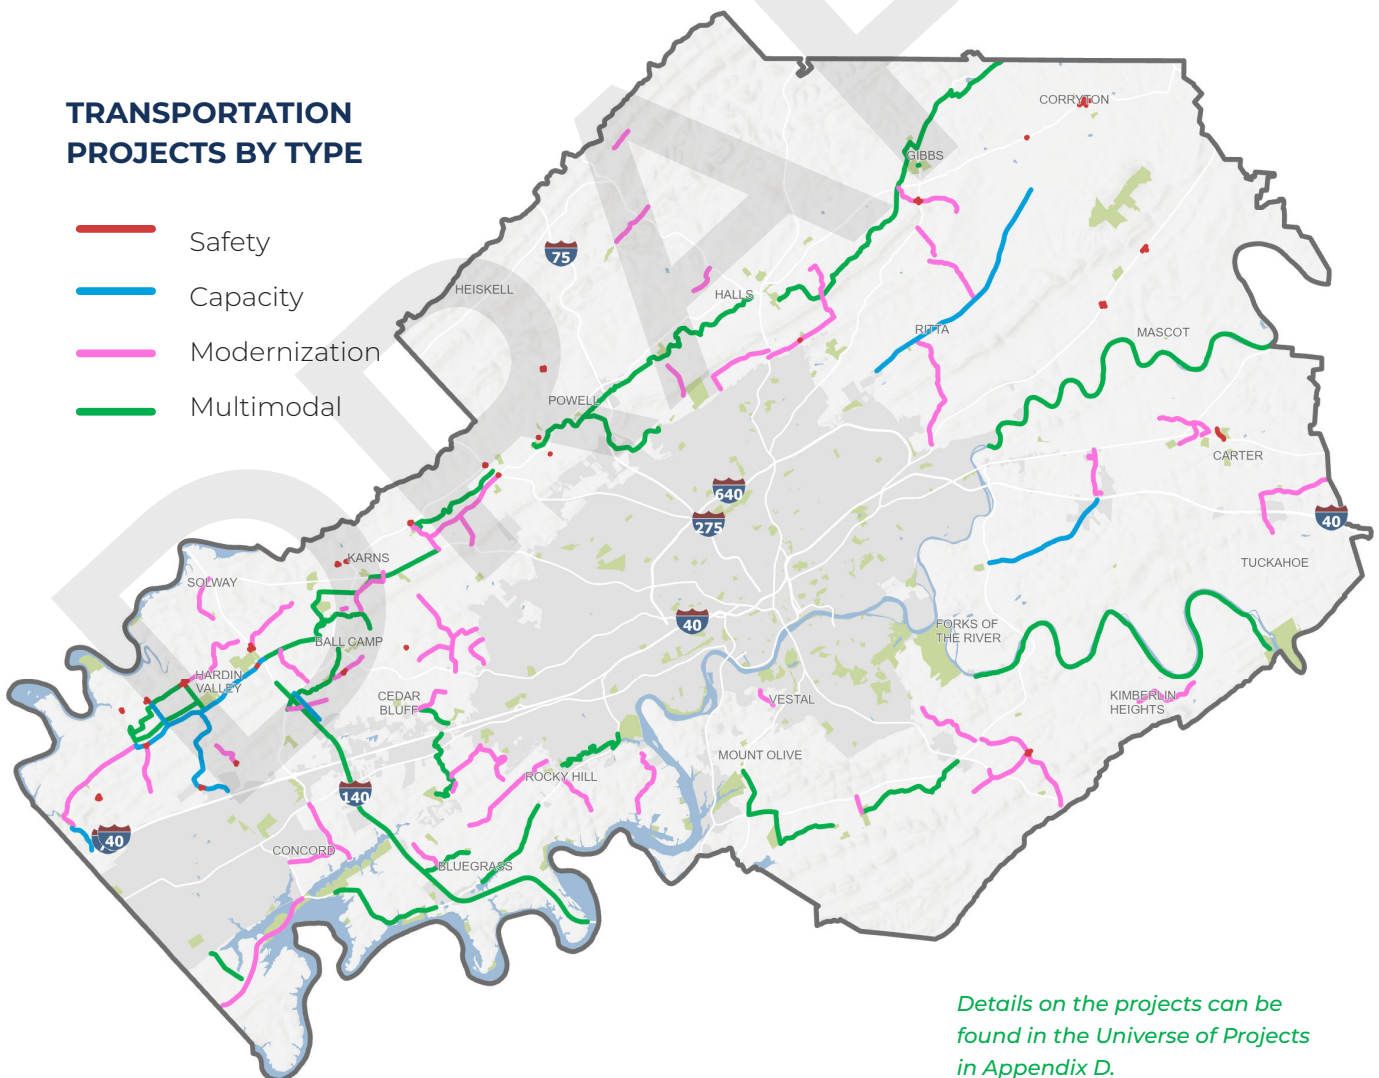 TRANSPORTATION
PROJECTS BY TYPE
Safety
Capacity
Modernization
Multimodal
DRAFT
CORRYTON
GIBBS
75
HEISKELL
HALLS
RITTA
MASCOT
POWELL
CARTER
640
275
40
KARNS
SOLWAY
TUCKAHOE
40
FORKS OF
THE RIVER
BALL CAMP
HARDIN
VALLEY
CEDAR
BLUFF
VESTAL
KIMBERLIN
HEIGHTS
MOUNT OLIVE
ROCKY HILL
140
40
CONCORD
BLUEGRASS
Details on the projects can be
found in the Universe of Projects
in Appendix D.